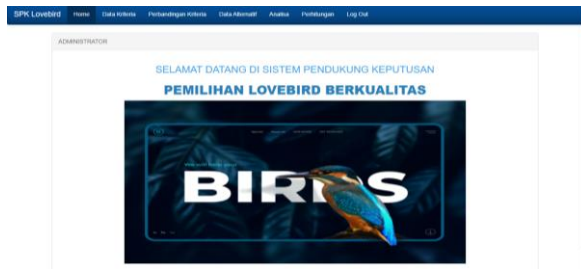 SPK Lovebird Home Data Kriteria Perbandingan Kriteria Data Alternatif Analisa Perhitungan Log Out
ADMINISTRATOR
SELAMAT DATANG DI SISTEM PENDUKUNG KEPUTUSAN
PEMILIHAN LOVEBIRD BERKUALITAS
BIRDS